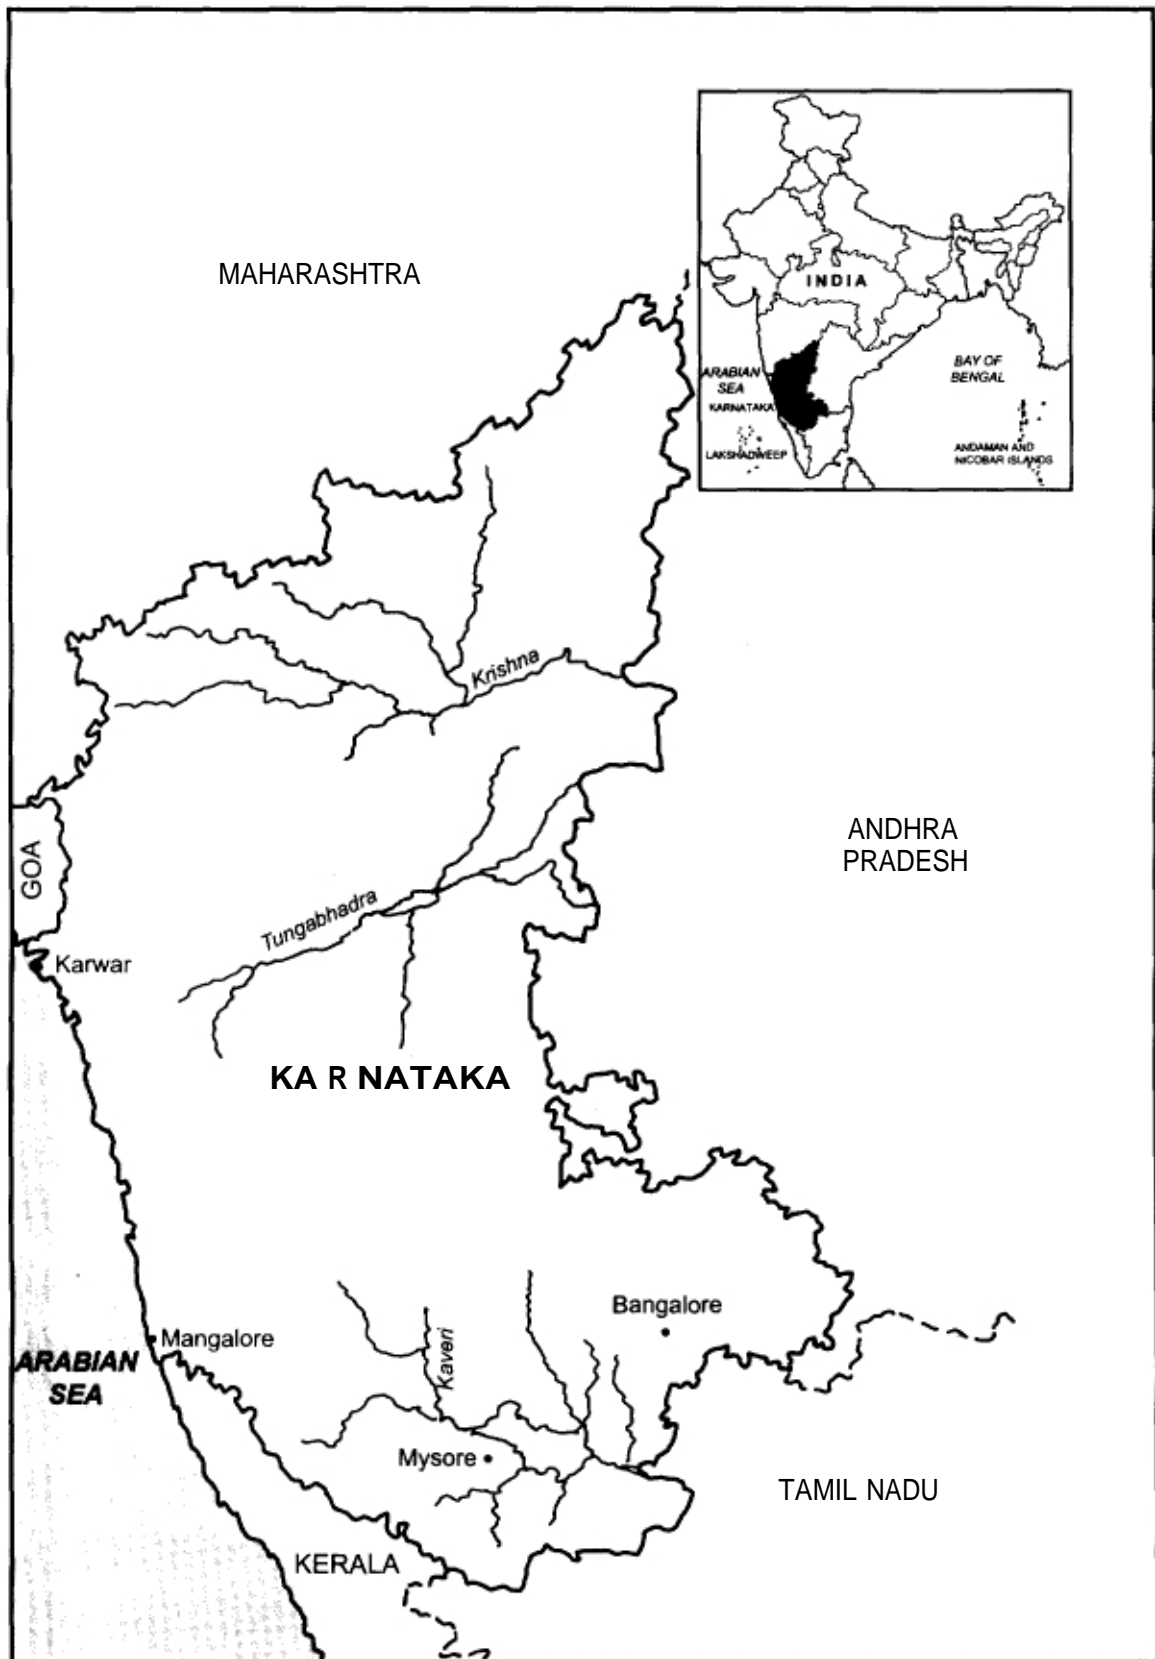 MAHARASHTRA
INDIA
ARABIAN
SEA
BAY OF
BENGAL
KARNATAKA
LAKSHADWEEP
ANDAMAN AND
NICOBAR ISLANDS
Krishna
GOA
ANDHRA
PRADESH
Tungabhadra
Karwar
KA R NATAKA
Bangalore
Mangalore
ARABIAN
SEA
Kaveri
Mysore
TAMIL NADU
KERALA